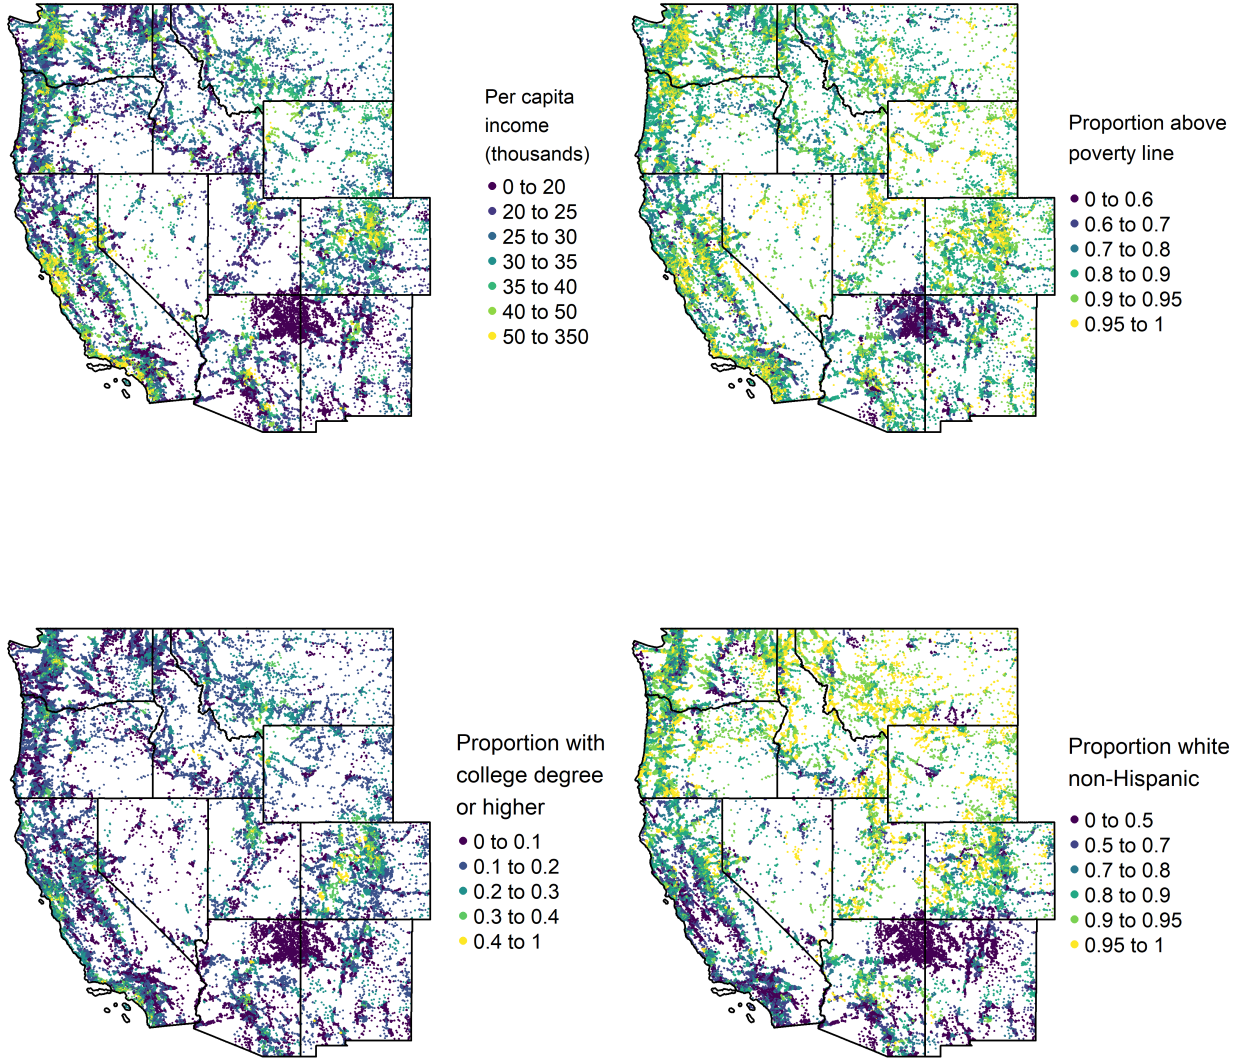 Per capita
income
(thousands)
0 to 20
20 to 25
25 to 30
30 to 35
35 to 40
40 to 50
50 to 350
Proportion above
poverty line
0 to 0.6
0.6 to 0.7
0.7 to 0.8
0.8 to 0.9
0.9 to 0.95
0.95 to 1
Proportion with
college degree
or higher
0 to 0.1
0.1 to 0.2
0.2 to 0.3
0.3 to 0.4
0.4 to 1
Proportion white
non-Hispanic
0 to 0.5
0.5 to 0.7
0.7 to 0.8
0.8 to 0.9
0.9 to 0.95
0.95 to 1